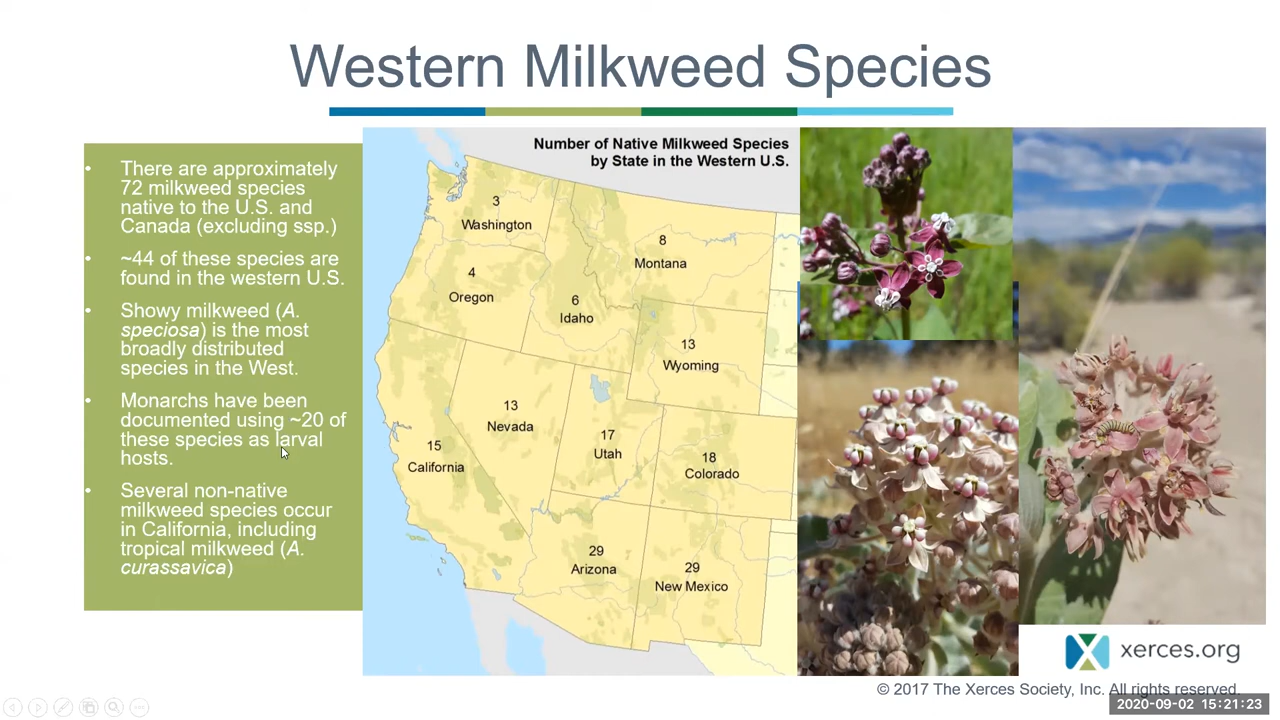 Western Milkweed Species
• There are approximately
72 milkweed species
native to the U.S. and
Canada (excluding ssp.)
• ~44 of these species are
found in the western U.S.
• Showy milkweed (A.
speciosa) is the most
broadly distributed
species in the West.
• Monarchs have been
documented using ~20 of
these species as larval
hosts.
• Several non-native
milkweed species occur
in California, including
tropical milkweed (A.
curassavica)
Number of Native Milkweed Species
by State in the Western U.S.
3
Washington
8
Montana
4
Oregon
6
Idaho
13
Wyoming
13
Nevada
15
California
17
Utah
18
Colorado
29
Arizona
29
New Mexico
xerces.org
© 2017 The Xerces Society, Inc. All rights reserved.
2020-09-02 15:21:23